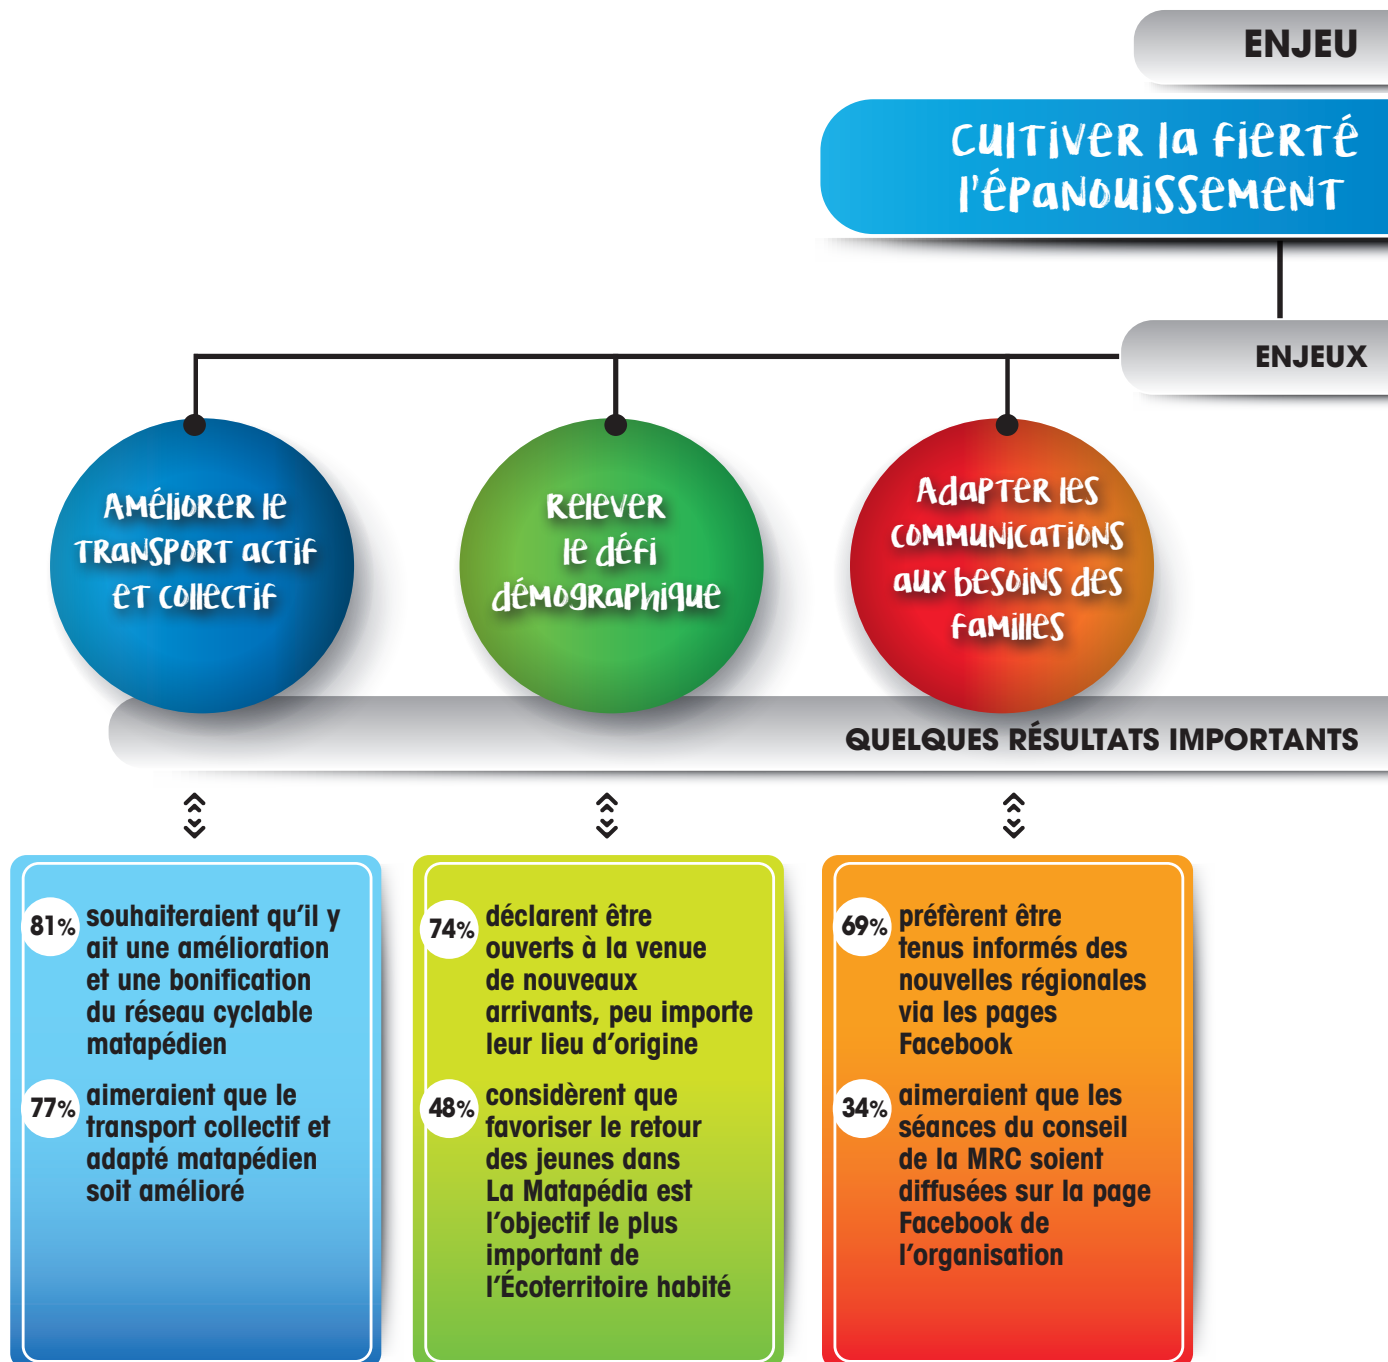 ENJEU
Cultiver la fierté
l'épanouissement
ENJEUX
Améliorer le
transport actif
et collectif
Relever
le défi
démographique
Adapter les
communications
aux besoins des
familles
QUELQUES RÉSULTATS IMPORTANTS
81% souhaiteraient qu’il y
ait une amélioration
et une bonification
du réseau cyclable
matapédien
77% aimeraient que le
transport collectif et
adapté matapédien
soit amélioré
74% déclarent être
ouverts à la venue
de nouveaux
arrivants, peu importe
leur lieu d’origine
48% considèrent que
favoriser le retour
des jeunes dans
La Matapédia est
l’objectif le plus
important de
l’Écoterritoire habité
69% préfèrent être
tenus informés des
nouvelles régionales
via les pages
Facebook
34% aimeraient que les
séances du conseil
de la MRC soient
diffusées sur la page
Facebook de
l’organisation